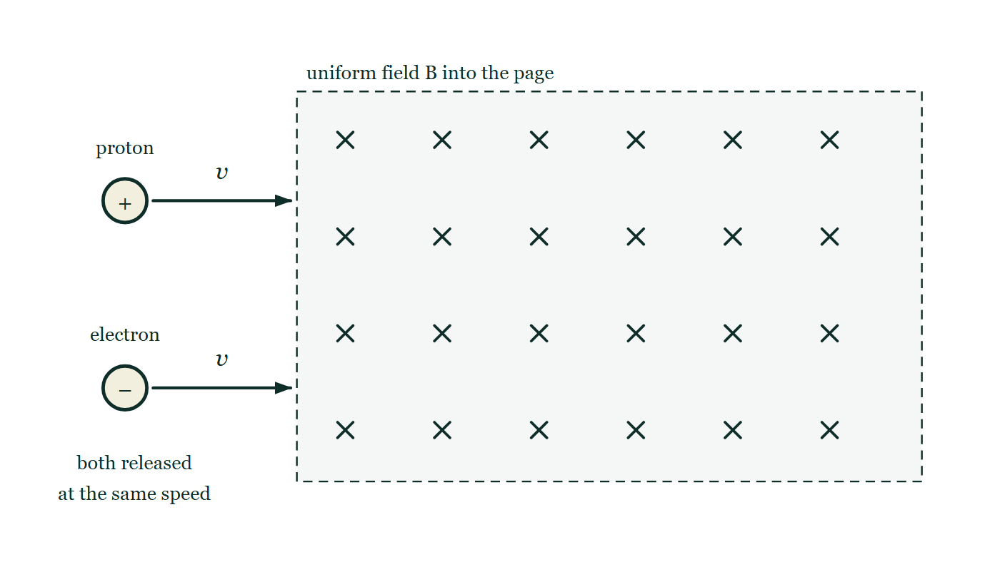 uniform field B into the page
proton
v
+
electron
v
−
both released
at the same speed